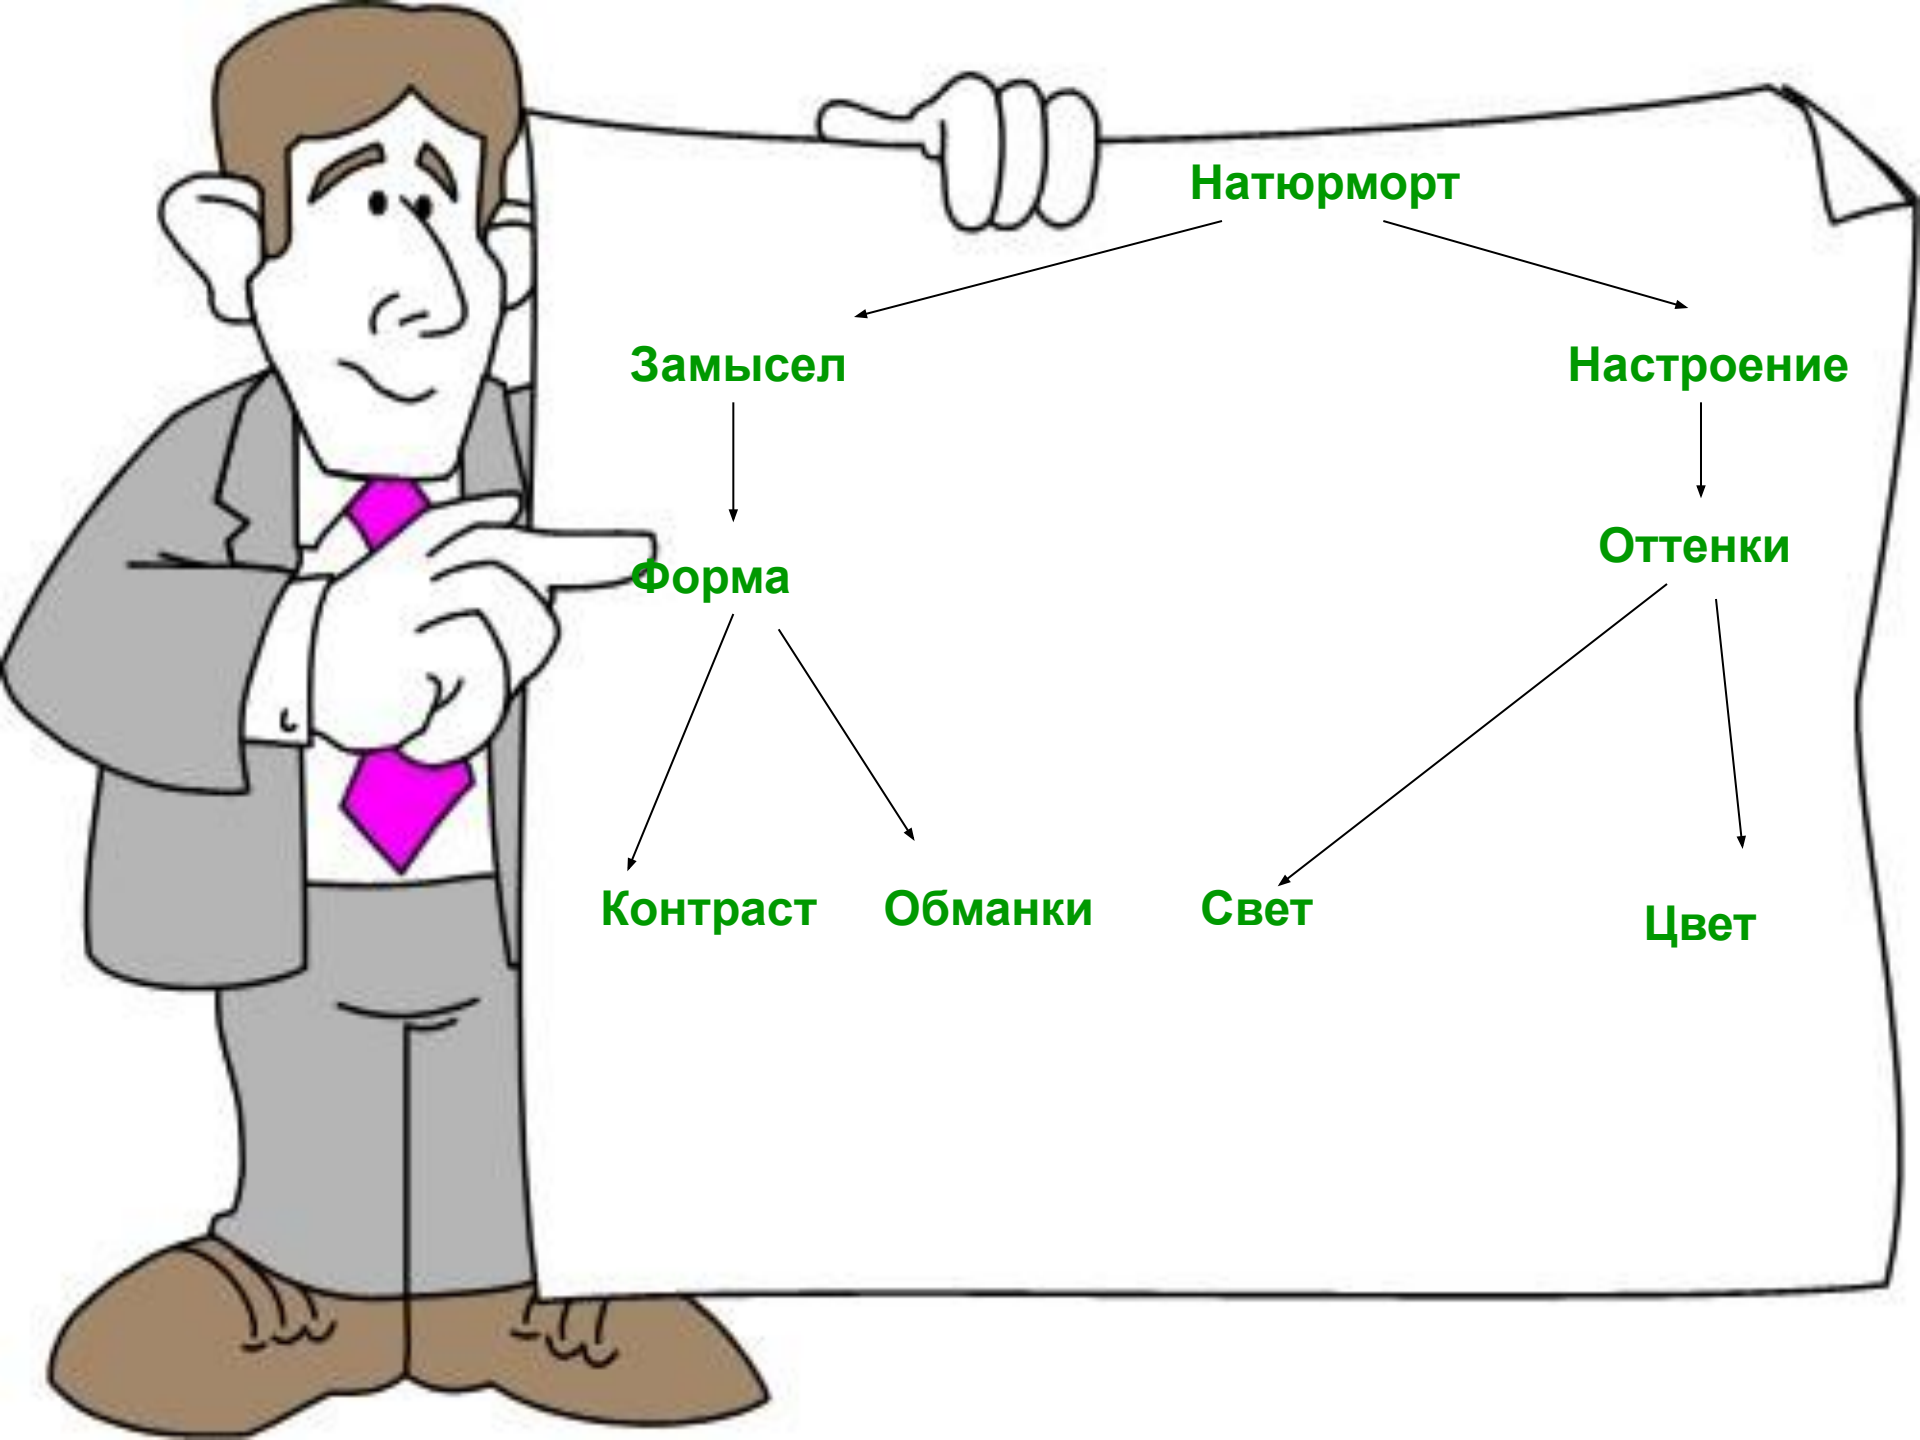 Натюрморт
Замысел
Настроение
Оттенки
Форма
Контраст
Обманки
Свет
Цвет